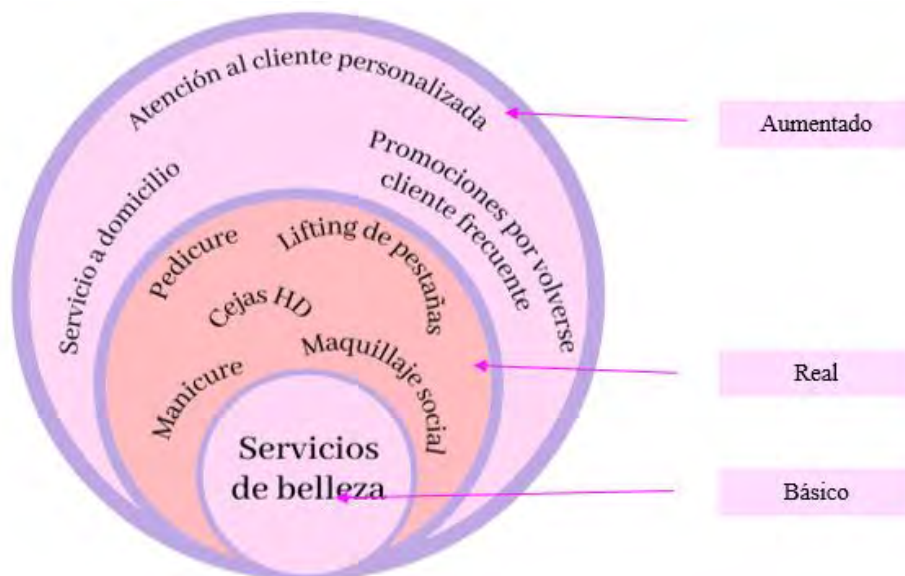 Atención al cliente personalizada
Aumentado
Servicio a domicilio
Promociones por volverse
cliente frecuente
Pedicure
Lifting de pestañas
Cejas HD
Manicure
Maquillaje social
Real
Servicios
de belleza
Básico